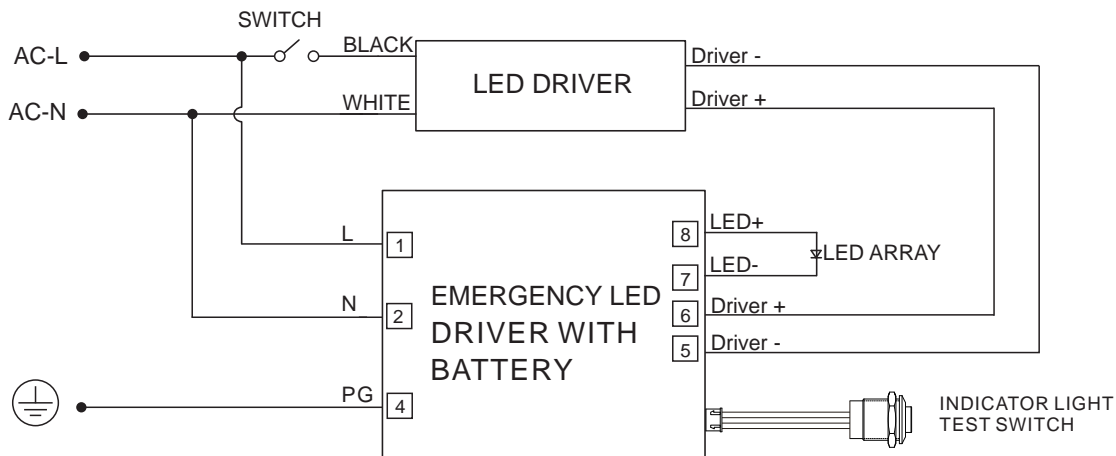 SWITCH
AC-L
BLACK
LED DRIVER
Driver -
AC-N
WHITE
Driver +
L
1
8
LED+
LED ARRAY
7
LED-
N
2
EMERGENCY LED
DRIVER WITH
BATTERY
6
Driver +
5
Driver -
PG
4
INDICATOR LIGHT
TEST SWITCH